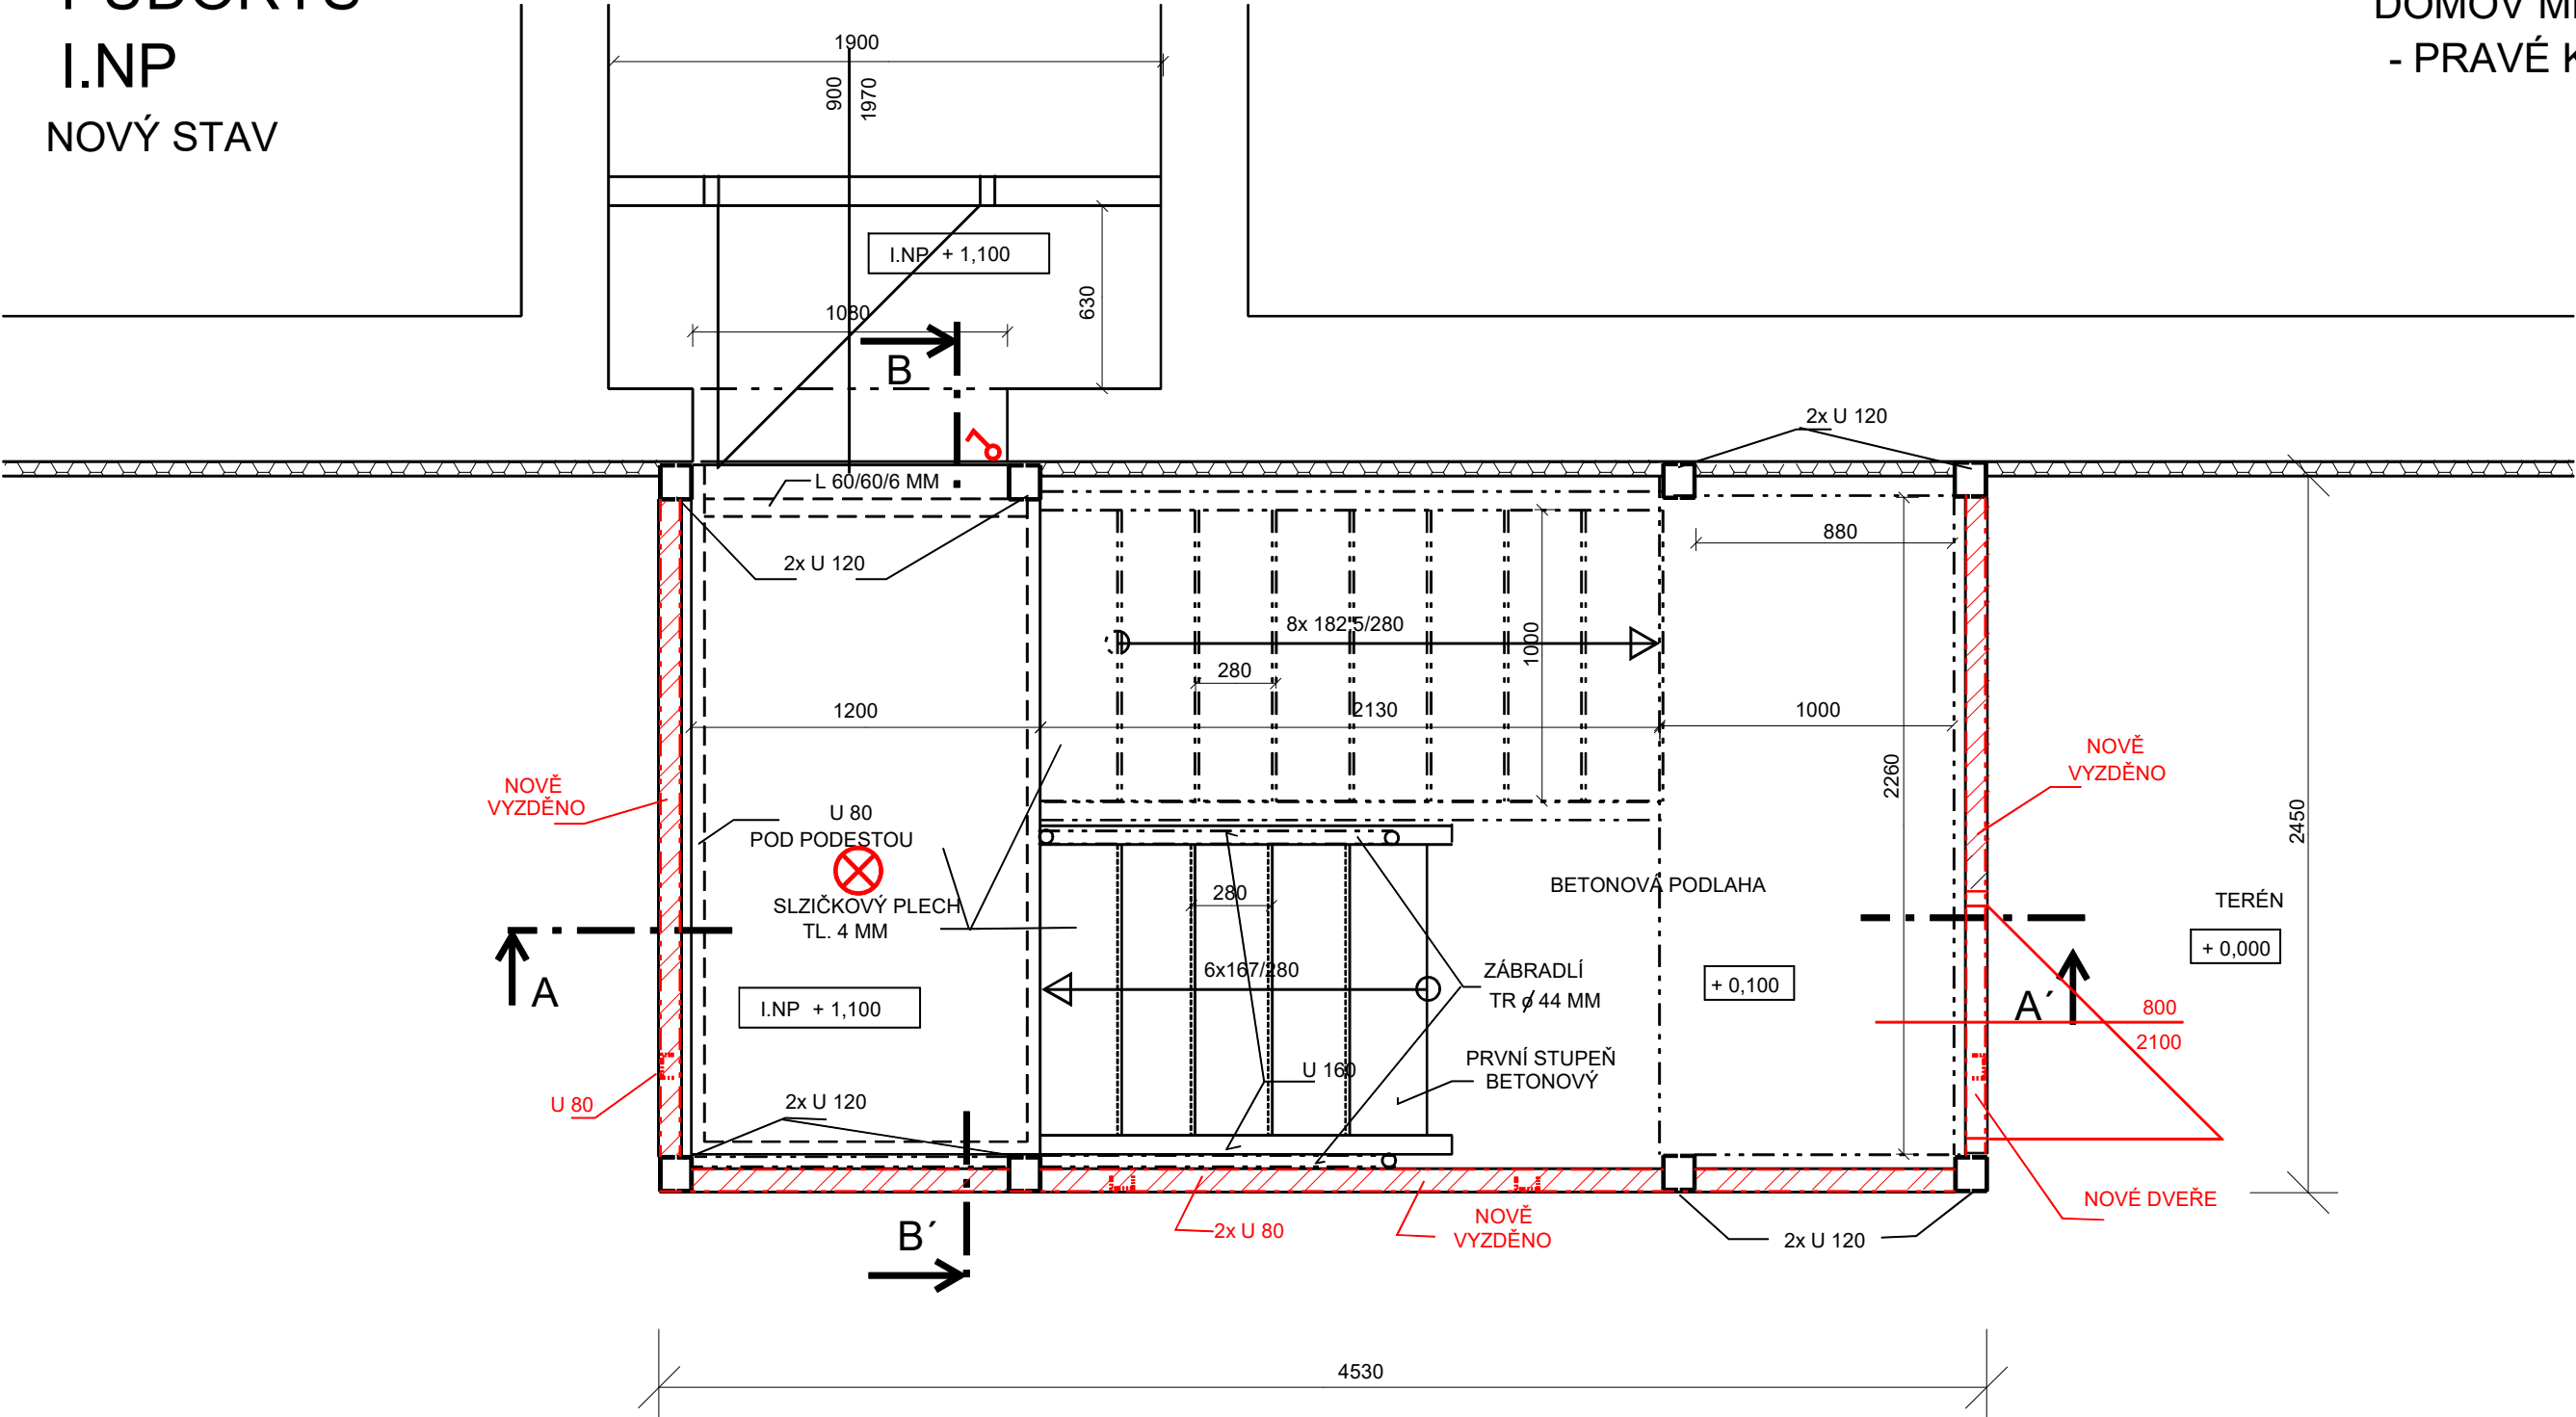 I.NP
NOVÝ STAV
- PRAVÉ
1900
900
1970
I.NP + 1,100
630
1080
B
2x U 120
L 60/60/6 MM
2x U 120
880
8x 182,5/280
1000
280
1200
2130
1000
2260
2450
NOVĚ
VYZDĚNO
NOVĚ
VYZDĚNO
U 80
POD PODESTOU
SLZIČKOVÝ PLECH
TL. 4 MM
280
BETONOVÁ PODLAHA
TERÉN
+ 0,000
A
6x167/280
ZÁBRADLÍ
TR ø 44 MM
+ 0,100
A´
800
2100
I.NP + 1,100
U 160
PRVNÍ STUPEŇ
BETONOVÝ
U 80
2x U 120
B´
2x U 80
NOVĚ
VYZDĚNO
2x U 120
NOVÉ DVEŘE
4530